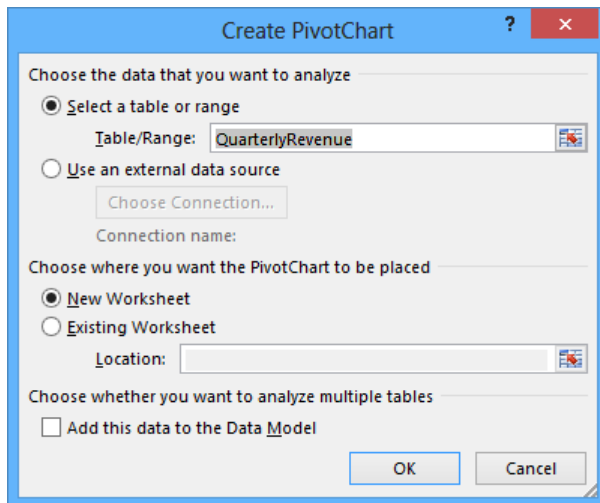 Create PivotChart
?
Choose the data that you want to analyze
Select a table or range
Table/Range: QuarterlyRevenue
Use an external data source
Choose Connection...
Connection name:
Choose where you want the PivotChart to be placed
New Worksheet
Existing Worksheet
Location:
Choose whether you want to analyze multiple tables
Add this data to the Data Model
OK Cancel